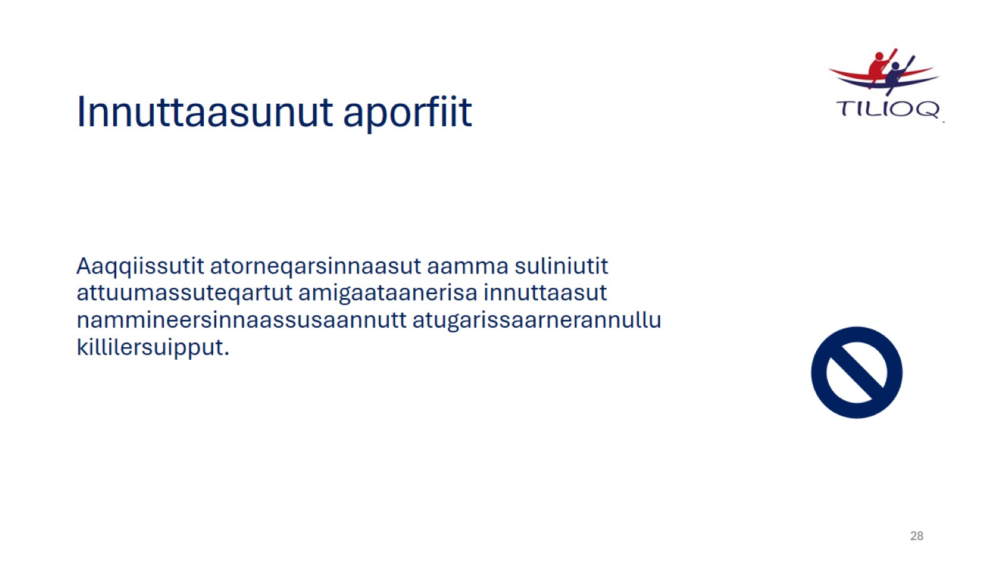 Innuttaasunut aporfiit
TILIOQ
Aaqqiissutit atorneqarsinnaasut aamma suliniutit
attuumassuteqartut amigaataanerisa innuttaasut
nammineersinnaassusaannutt atugarissaarnerannullu
killilersuipput.
28